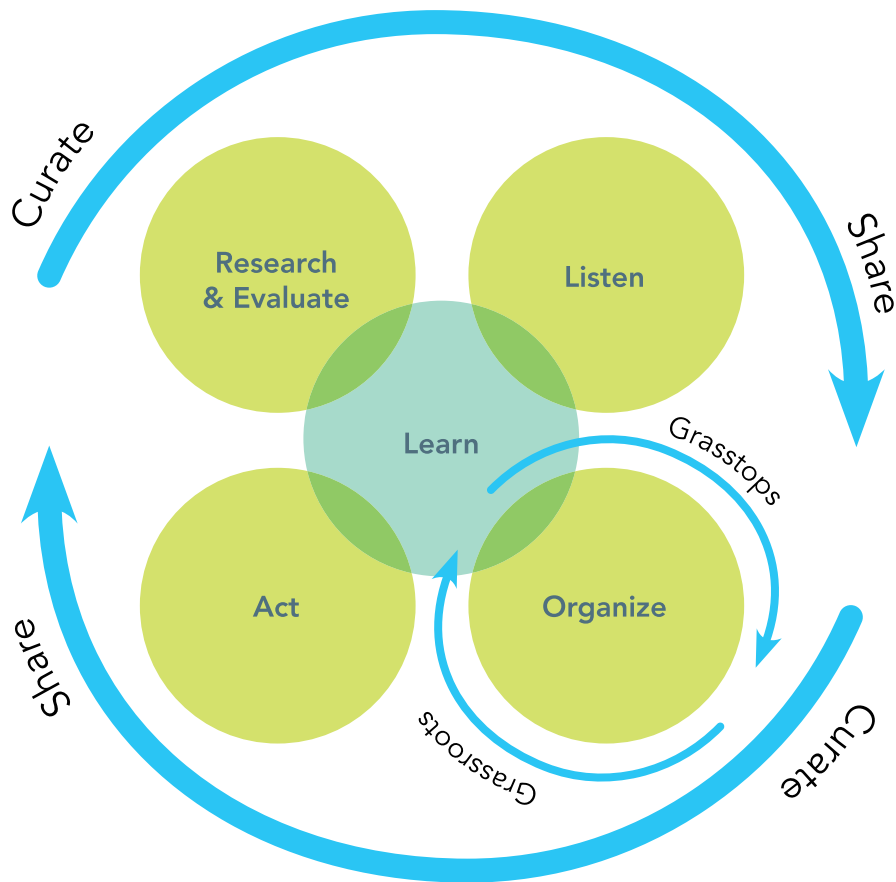 Curate
Share
Research
& Evaluate
Listen
Learn
Grasstops
Act
Organize
Share
Grassroots
Curate